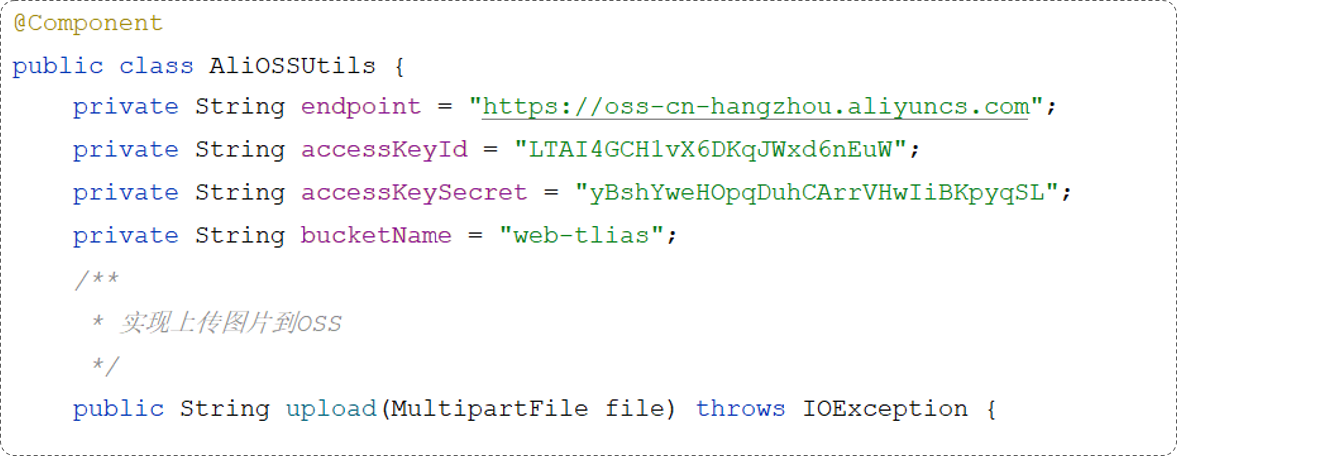 @Component
public class AliOSSUtils {
    private String endpoint = "https://oss-cn-hangzhou.aliyuncs.com";
    private String accessKeyId = "LTAI4GCH1vX6DKqJWxd6nEuW";
    private String accessKeySecret = "yBshYweHOpqDuhCArrVHwIiBKpyqSL";
    private String bucketName = "web-tlias";
    /**
     * 实现上传图片到OSS
     */
    public String upload(MultipartFile file) throws IOException {